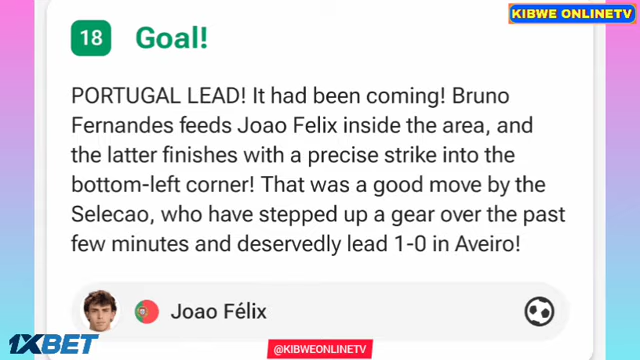 KIBWE ONLINETV
18 Goal!
PORTUGAL LEAD! It had been coming! Bruno
Fernandes feeds Joao Felix inside the area, and
the latter finishes with a precise strike into the
bottom-left corner! That was a good move by the
Selecao, who have stepped up a gear over the past
few minutes and deservedly lead 1-0 in Aveiro!
Joao Félix
1XBET
@KIBWEONLINETV